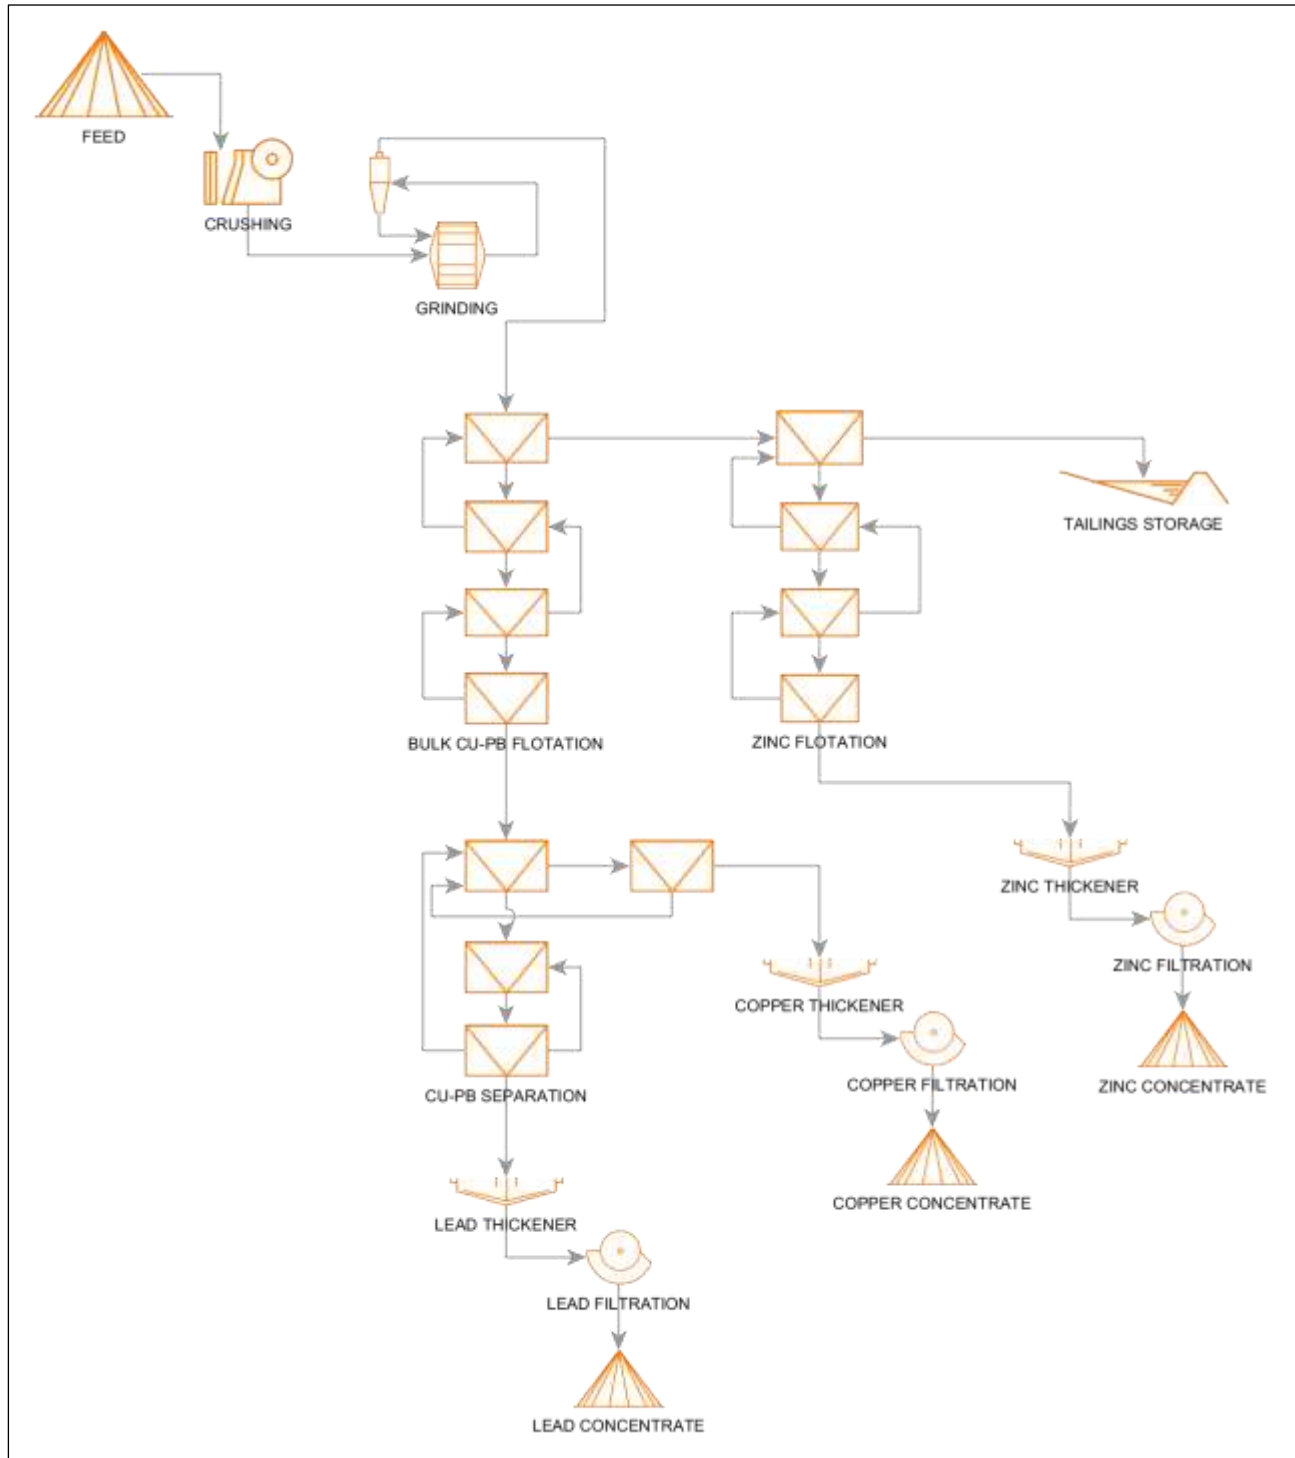 FEED
CRUSHING
GRINDING
TAILINGS STORAGE
BULK CU-PB FLOTATION
ZINC FLOTATION
ZINC THICKENER
ZINC FILTRATION
COPPER THICKENER
COPPER FILTRATION
ZINC CONCENTRATE
CU-PB SEPARATION
COPPER CONCENTRATE
LEAD THICKENER
LEAD FILTRATION
LEAD CONCENTRATE